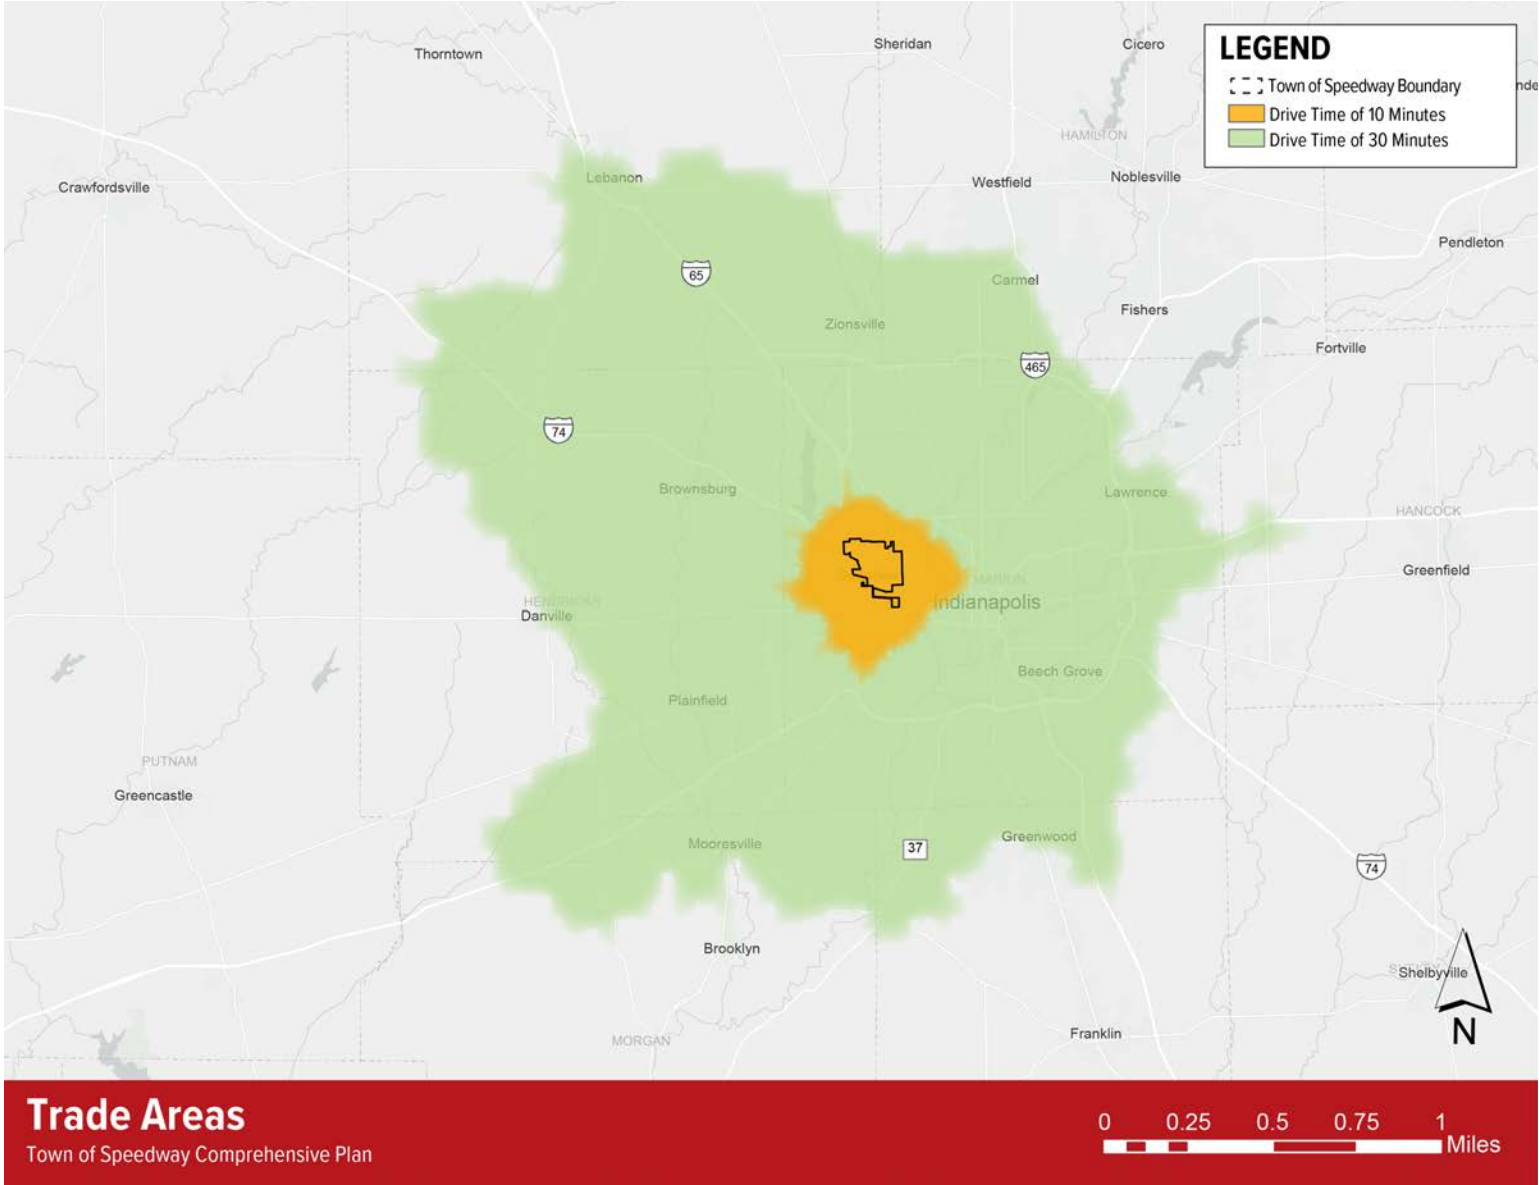 Thorntown
Sheridan
Cicero
LEGEND
Town of Speedway Boundary
Drive Time of 10 Minutes
Drive Time of 30 Minutes
nde
HAMILTON
Crawfordsville
Lebanon
Westfield
Noblesville
Pendleton
65
Carmel
Fishers
Zionsville
Fortville
465
74
Brownsburg
Lawrence
HANCOCK
Greenfield
MARION
HENDRICKS
Indianapolis
Danville
Beech Grove
Plainfield
PUTNAM
Greencastle
Mooresville
37
Greenwood
74
Brooklyn
Shelbyville
Franklin
MORGAN
N
Trade Areas
Town of Speedway Comprehensive Plan
0 0.25 0.5 0.75 1
Miles